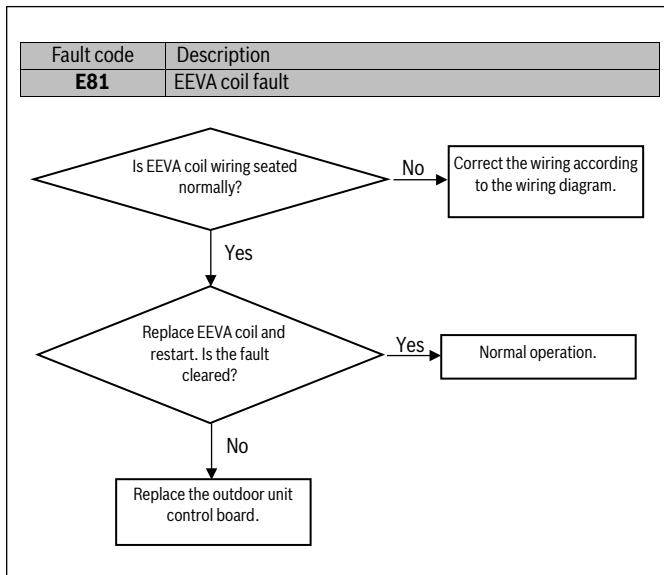 Fault code Description
E81 EEVA coil fault
Is EEVA coil wiring seated
normally?
No
Correct the wiring according
to the wiring diagram.
Yes
Replace EEVA coil and
restart. Is the fault
cleared?
Yes
Normal operation.
No
Replace the outdoor unit
control board.